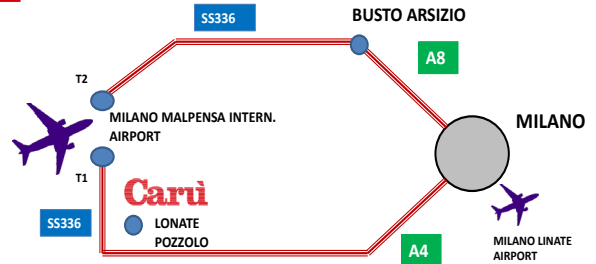 SS336
BUSTO ARSIZIO
A8
T2
MILANO MALPENSA INTERN.
AIRPORT
MILANO
T1
Carù
SS336
LONATE
POZZOLO
A4
MILANO LINATE
AIRPORT